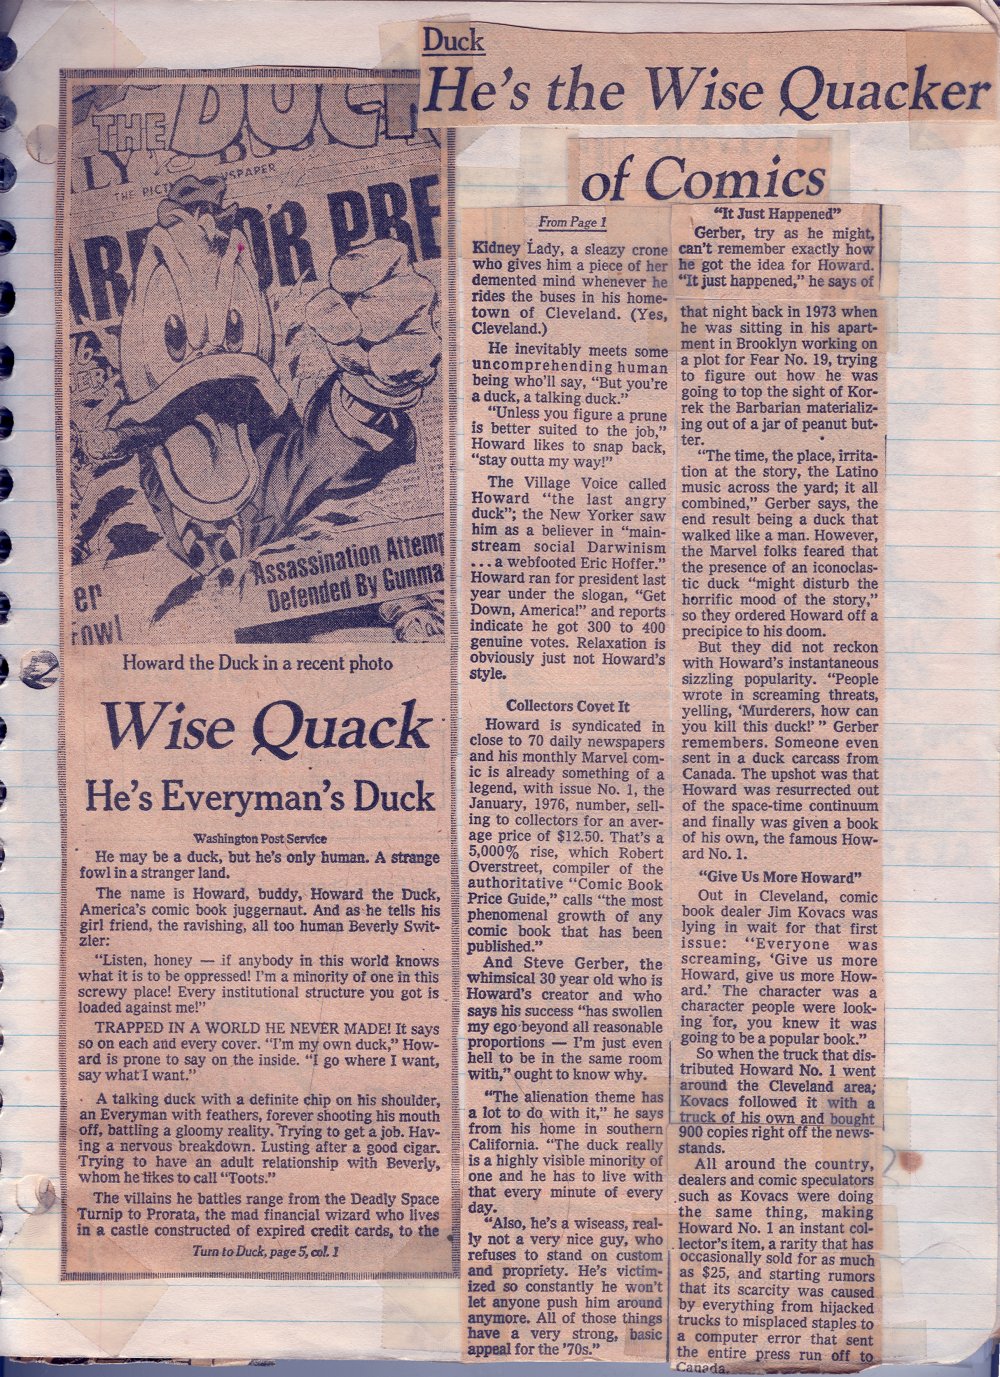 Duck
He's the Wise Quacker
of Comics
THE DUCK
LY BU
THE PICT NEWSPAPER
ARD FOR PRE
Assassination Attemp
Defended By Gunma
er
owl
Howard the Duck in a recent photo
Wise Quack
He's Everyman's Duck
Washington Post Service
He may be a duck, but he's only human. A strange
fowl in a stranger land.
The name is Howard, buddy, Howard the Duck,
America's comic book juggernaut. And as he tells his
girl friend, the ravishing, all too human Beverly Swit-
zler:
"Listen, honey — if anybody in this world knows
what it is to be oppressed! I'm a minority of one in this
screwy place! Every institutional structure you got is
loaded against me!"
TRAPPED IN A WORLD HE NEVER MADE! It says
so on each and every cover. "I'm my own duck," How-
ard is prone to say on the inside. "I go where I want,
say what I want."
A talking duck with a definite chip on his shoulder,
an Everyman with feathers, forever shooting his mouth
off, battling a gloomy reality. Trying to get a job. Hav-
ing a nervous breakdown. Lusting after a good cigar.
Trying to have an adult relationship with Beverly,
whom he likes to call "Toots."
The villains he battles range from the Deadly Space
Turnip to Prorata, the mad financial wizard who lives
in a castle constructed of expired credit cards, to the
Turn to Duck, page 5, col. 1
From Page 1
Kidney Lady, a sleazy crone
who gives him a piece of her
demented mind whenever he
rides the buses in his home-
town of Cleveland. (Yes,
Cleveland.)
He inevitably meets some
uncomprehending human
being who'll say, "But you're
a duck, a talking duck."
"Unless you figure a prune
is better suited to the job,"
Howard likes to snap back,
"stay outta my way!"
The Village Voice called
Howard "the last angry
duck"; the New Yorker saw
him as a believer in "main-
stream social Darwinism
...a webfooted Eric Hoffer."
Howard ran for president last
year under the slogan, "Get
Down, America!" and reports
indicate he got 300 to 400
genuine votes. Relaxation is
obviously just not Howard's
style.
Collectors Covet It
Howard is syndicated in
close to 70 daily newspapers
and his monthly Marvel com-
ic is already something of a
legend, with issue No. 1, the
January, 1976, number, sell-
ing to collectors for an aver-
age price of $12.50. That's a
5,000% rise, which Robert
Overstreet, compiler of the
authoritative "Comic Book
Price Guide," calls "the most
phenomenal growth of any
comic book that has been
published."
And Steve Gerber, the
whimsical 30 year old who is
Howard's creator and who
says his success "has swollen
my ego beyond all reasonable
proportions — I'm just even
hell to be in the same room
with," ought to know why.
"The alienation theme has
a lot to do with it," he says
from his home in southern
California. "The duck really
is a highly visible minority of
one and he has to live with
that every minute of every
day.
"Also, he's a wiseass, real-
ly not a very nice guy, who
refuses to stand on custom
and propriety. He's victim-
ized so constantly he won't
let anyone push him around
anymore. All of those things
have a very strong, basic
appeal for the '70s."
"It Just Happened"
Gerber, try as he might,
can't remember exactly how
he got the idea for Howard.
"It just happened," he says of
that night back in 1973 when
he was sitting in his apart-
ment in Brooklyn working on
a plot for Fear No. 19, trying
to figure out how he was
going to top the sight of Kor-
rek the Barbarian materializ-
ing out of a jar of peanut but-
ter.
"The time, the place, irrita-
tion at the story, the Latino
music across the yard; it all
combined," Gerber says, the
end result being a duck that
walked like a man. However,
the Marvel folks feared that
the presence of an iconoclas-
tic duck "might disturb the
horrific mood of the story,"
so they ordered Howard off a
precipice to his doom.
But they did not reckon
with Howard's instantaneous
sizzling popularity. "People
wrote in screaming threats,
yelling, 'Murderers, how can
you kill this duck!' " Gerber
remembers. Someone even
sent in a duck carcass from
Canada. The upshot was that
Howard was resurrected out
of the space-time continuum
and finally was given a book
of his own, the famous How-
ard No. 1.
"Give Us More Howard"
Out in Cleveland, comic
book dealer Jim Kovacs was
lying in wait for that first
issue: "Everyone was
screaming, 'Give us more
Howard, give us more How-
ard.' The character was a
character people were look-
ing for, you knew it was
going to be a popular book."
So when the truck that dis-
tributed Howard No. 1 went
around the Cleveland area,
Kovacs followed it with a
truck of his own and bought
900 copies right off the news-
stands.
All around the country,
dealers and comic speculators
such as Kovacs were doing
the same thing, making
Howard No. 1 an instant col-
lector's item, a rarity that has
occasionally sold for as much
as $25, and starting rumors
that its scarcity was caused
by everything from hijacked
trucks to misplaced staples to
a computer error that sent
the entire press run off to
Canada.